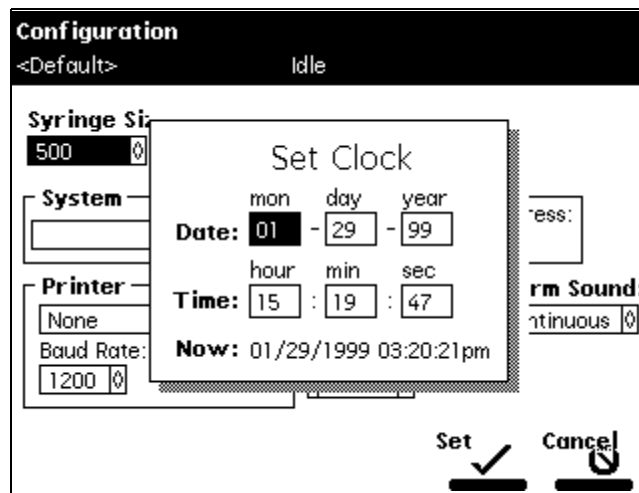 Configuration
<Default> Idle
Syringe Siz
500
Set Clock
System
mon day year
ress:
Date: 01 - 29 - 99
hour min sec
Printer
rm Sound:
Time: 15 : 19 : 47
None
ntinuous
Baud Rate:
Now: 01/29/1999 03:20:21pm
1200
Set Cancel